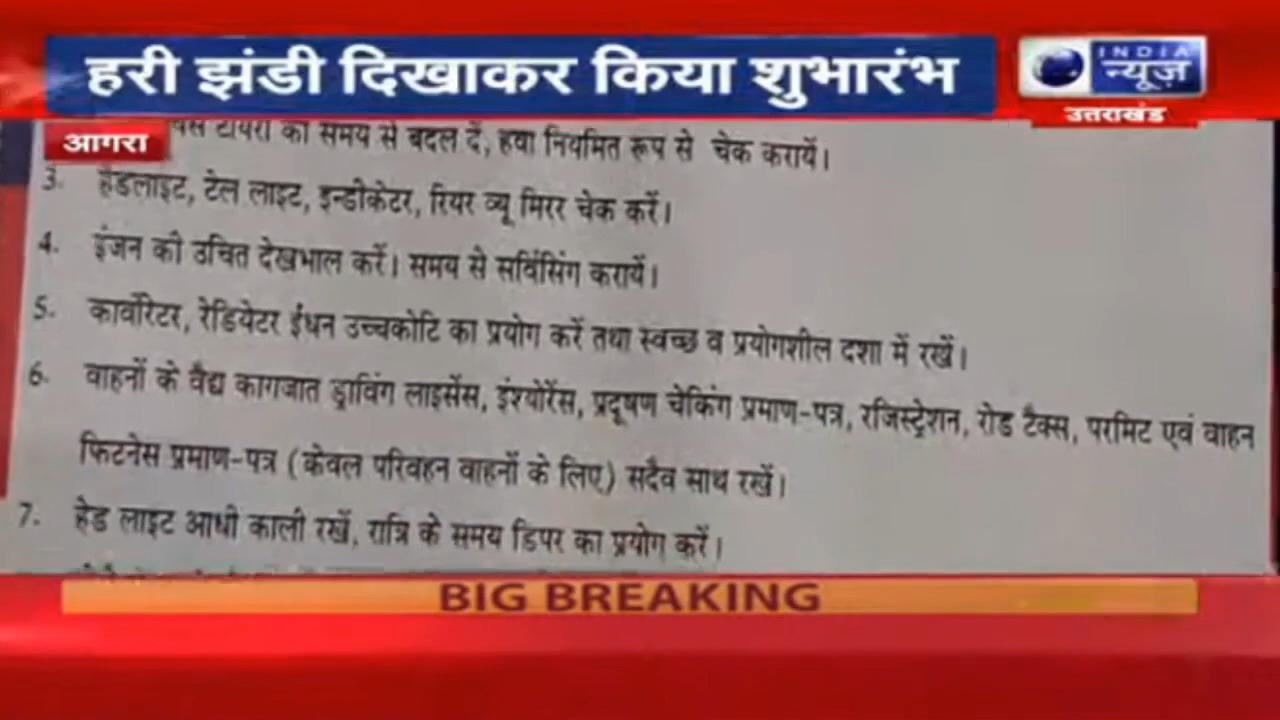 हरी झंडी दिखाकर किया शुभारंभ
INDIA
न्यूज़
उत्तराखंड
आगरा
टायरों को समय से बदल दें, हवा नियमित रूप से चेक करायें।
3. हेडलाइट, टेल लाइट, इन्डीकेटर, रियर व्यू मिरर चेक करें।
4. इंजन की उचित देखभाल करें। समय से सर्विसिंग करायें।
5. कार्वोरेटर, रेडियेटर ईंधन उच्चकोटि का प्रयोग करें तथा स्वच्छ व प्रयोगशील दशा में रखें।
6. वाहनों के वैद्य कागजात ड्राविंग लाइसेंस, इंश्योरेंस, प्रदूषण चेकिंग प्रमाण-पत्र, रजिस्ट्रेशन, रोड टैक्स, परमिट एवं वाहन
फिटनेस प्रमाण-पत्र (केवल परिवहन वाहनों के लिए) सदैव साथ रखें।
7. हेड लाइट आधी काली रखें, रात्रि के समय डिपर का प्रयोग करें।
BIG BREAKING